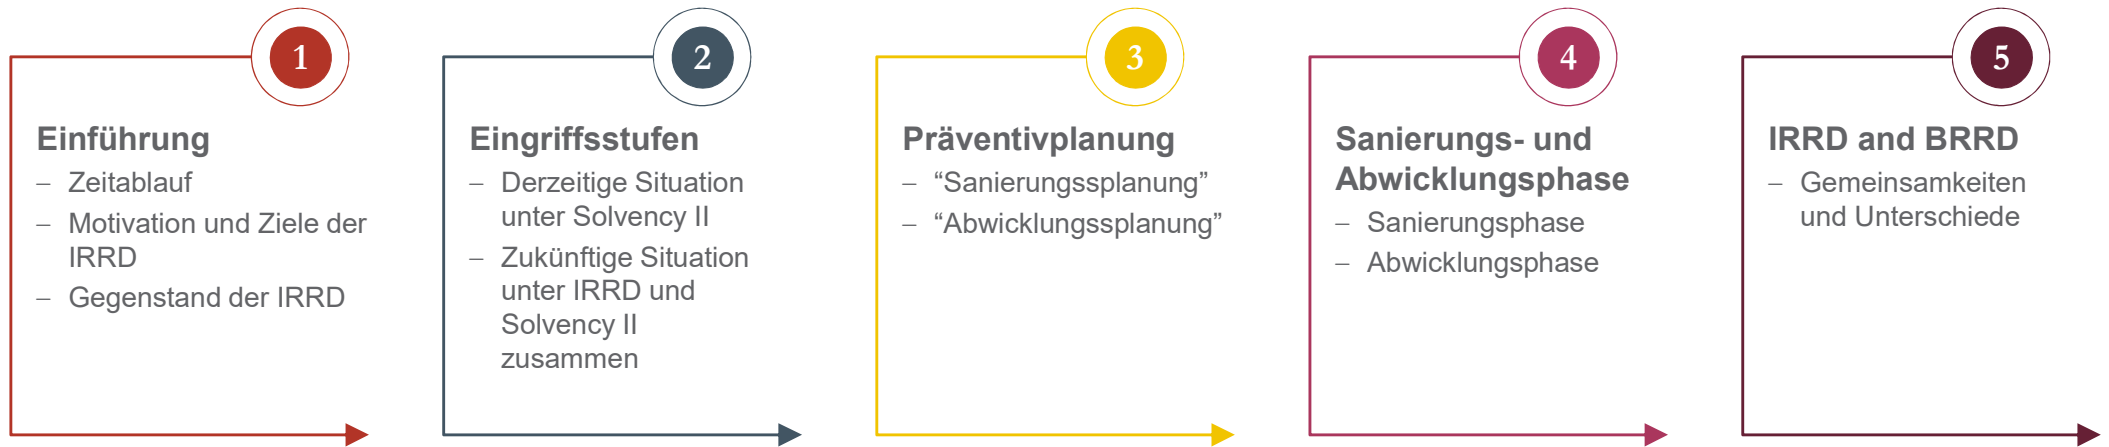 1
Einführung
– Zeitablauf
– Motivation und Ziele der
IRRD
– Gegenstand der IRRD
2
Eingriffsstufen
– Derzeitige Situation
unter Solvency II
– Zukünftige Situation
unter IRRD und
Solvency II
zusammen
3
Präventivplanung
– “Sanierungssplanung”
– “Abwicklungssplanung”
4
Sanierungs- und
Abwicklungsphase
– Sanierungsphase
– Abwicklungsphase
5
IRRD and BRRD
– Gemeinsamkeiten
und Unterschiede